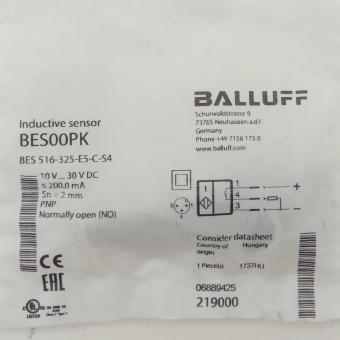 Inductive sensor
BES00PK
BES 516-325-E5-C-S4
10 V ... 30 V DC
≤ 200.0 mA
Sn = 2 mm
PNP
Normally open (NO)
CE
EAC
UL
LISTED
BALLUFF
Schurwaldstrasse 9
73765 Neuhausen a.d.F.
Germany
Phone +49 7158 173-0
www.balluff.com
1 +
4
3 −
Consider datasheet
Country of origin Hungary
1 Piece(s) 1737HU
06889425
219000